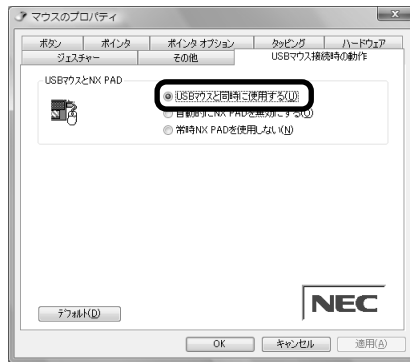 マウスのプロパティ
ボタン ポインタ ポインタ オプション タッピング ハードウェア
ジェスチャー その他 USBマウス接続時の動作
USBマウスとNX PAD
USBマウスと同時に使用する(U)
自動的にNX PADを無効にする(O)
常時NX PADを使用しない(N)
NEC
デフォルト(D)
OK キャンセル 適用(A)